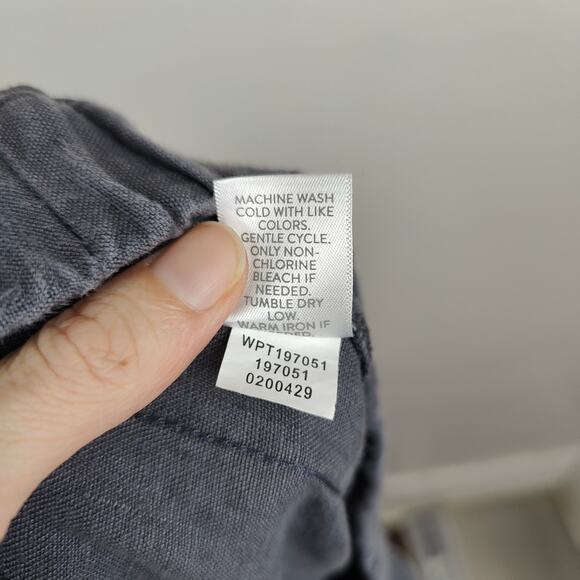 MACHINE WASH
COLD WITH LIKE
COLORS.
GENTLE CYCLE.
ONLY NON-
CHLORINE
BLEACH IF
NEEDED.
TUMBLE DRY
LOW.
WARM IRON IF
WPT197051
197051
0200429